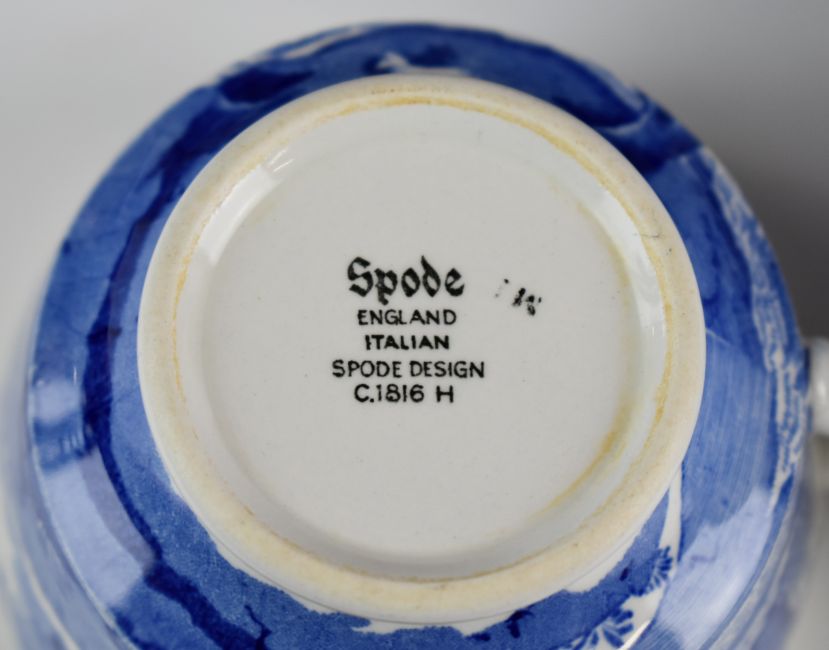 Spode
ENGLAND
ITALIAN
SPODE DESIGN
C.1816 H